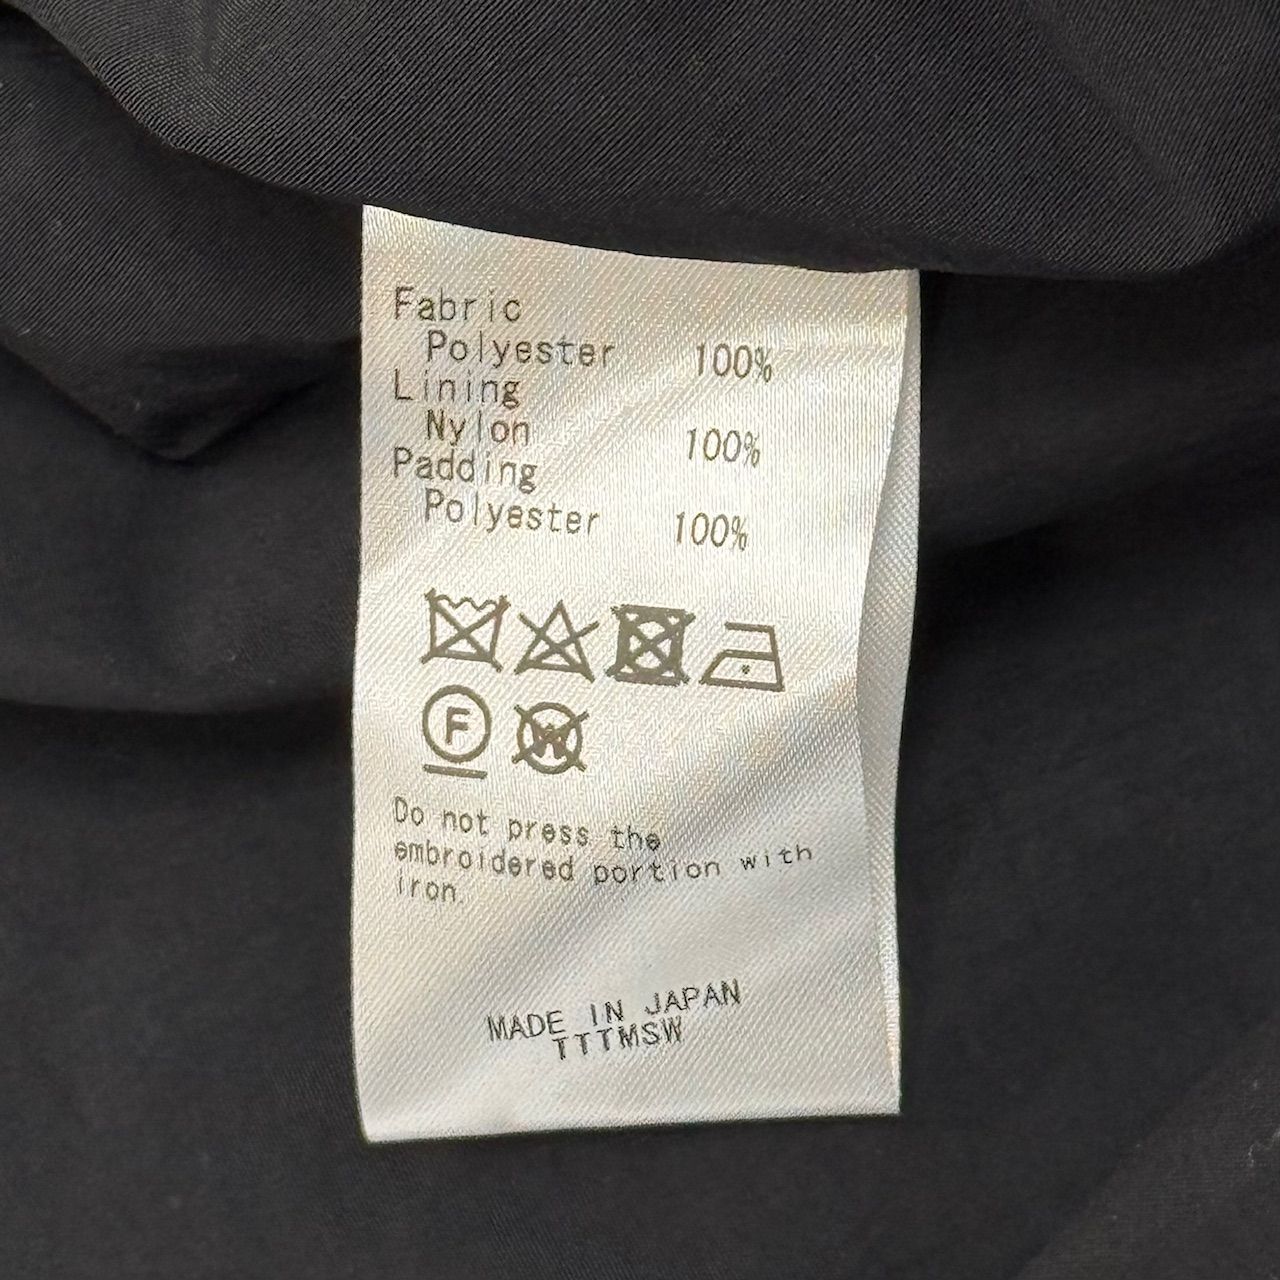 Fabric
Polyester 100%
Lining
Nylon 100%
Padding
Polyester 100%
F W
Do not press the
embroidered portion with
iron.
MADE IN JAPAN
TTTMSW